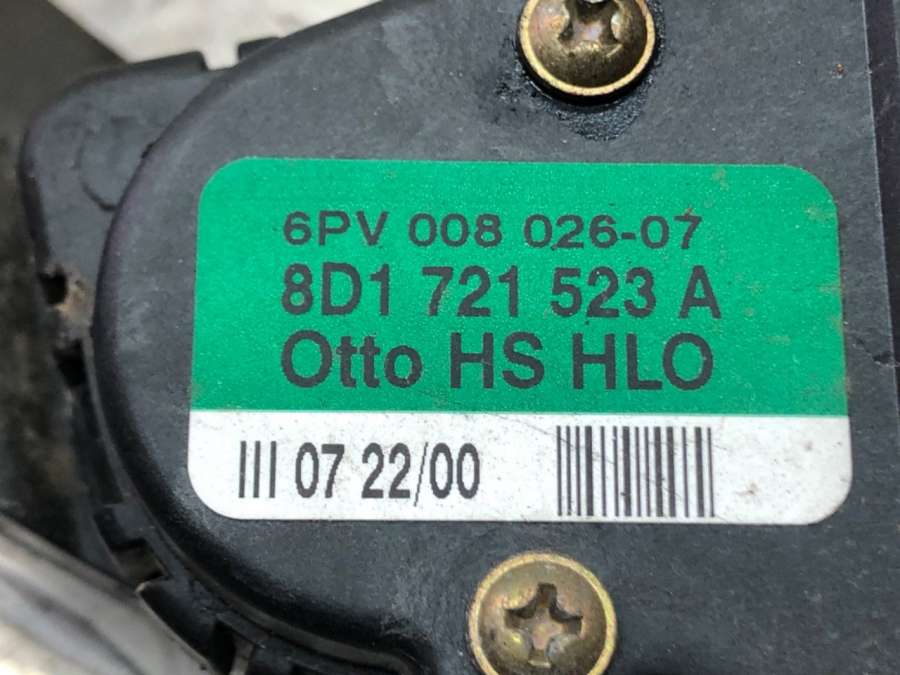 6PV 008 026-07
8D1 721 523 A
Otto HS HLO
III 07 22/00